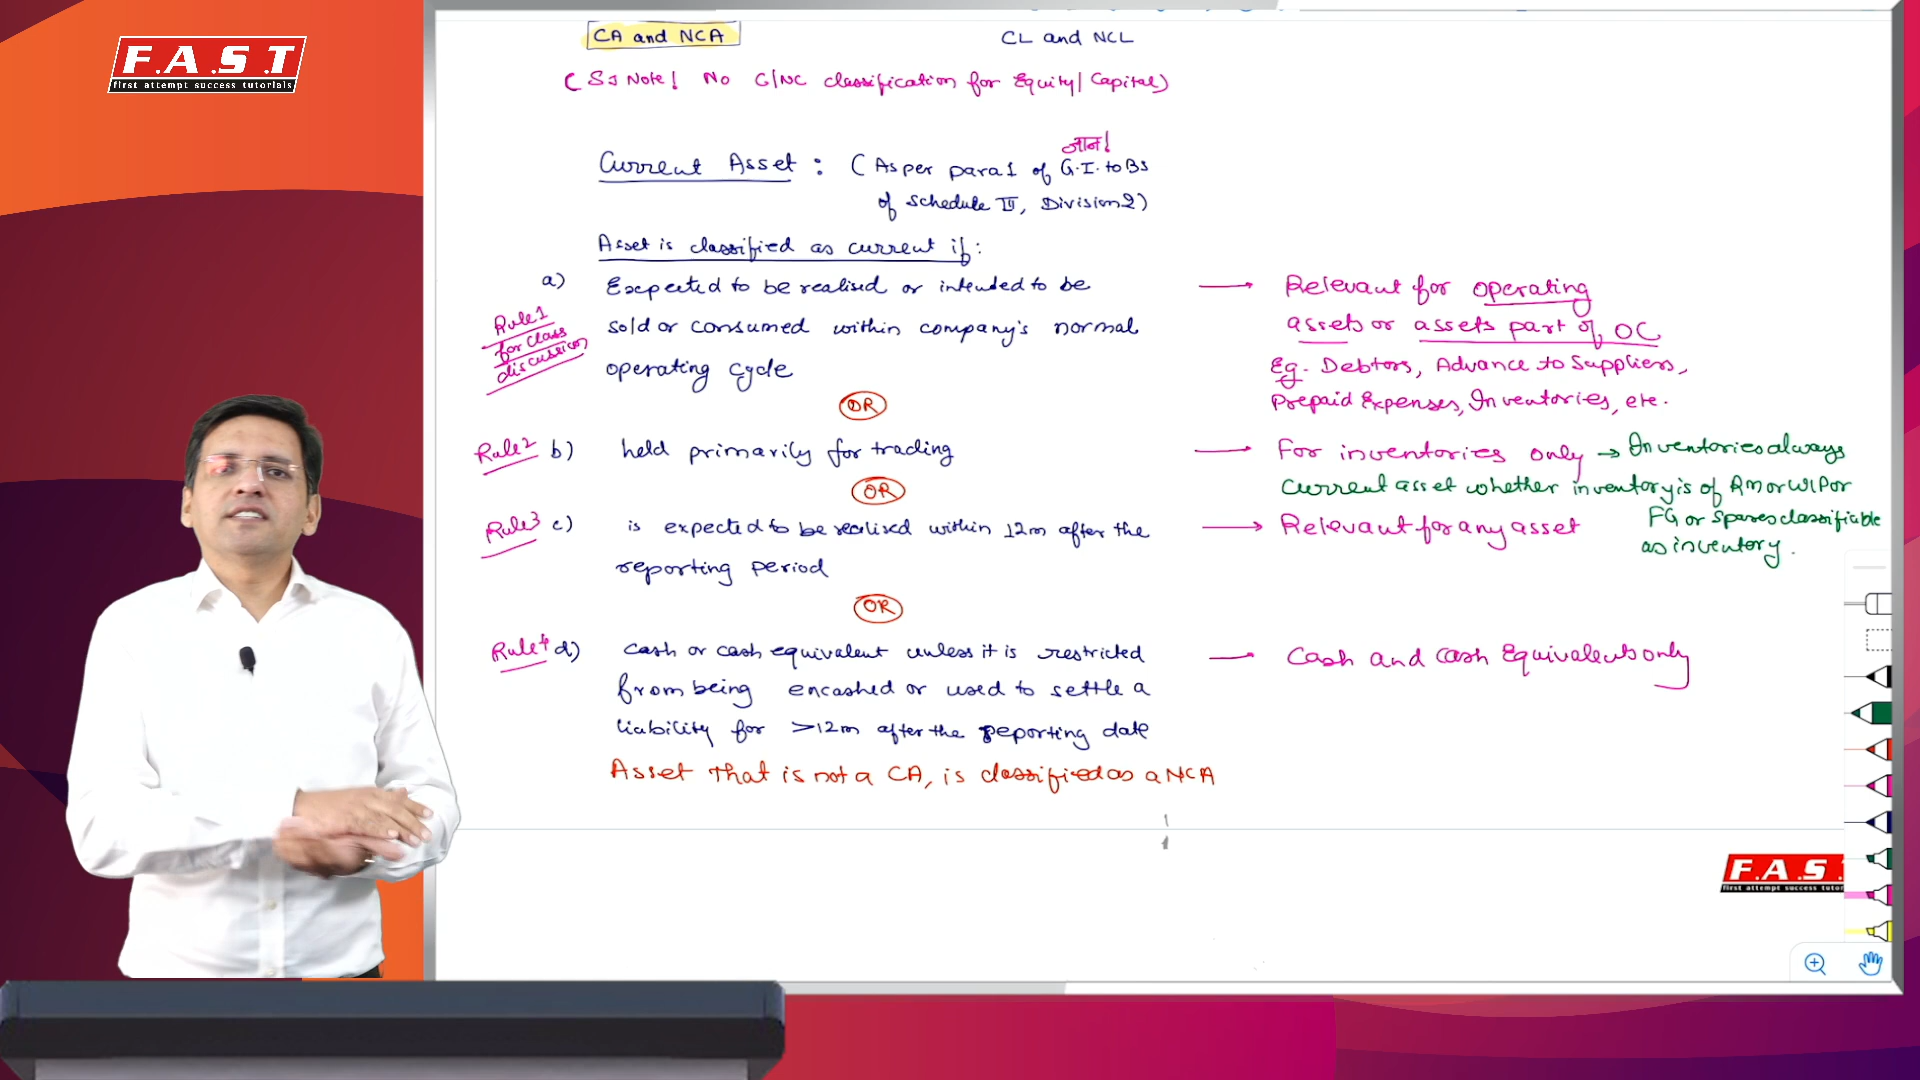 F.A.S.T
first attempt success tutorials
CA and NCA
CL and NCL
(SJ Note! No C/NC classification for Equity/Capital)
जान!
Current Asset : (As per para 1 of G.I. to BS
of Schedule III, Division 2)
Asset is classified as current if:
a) Expected to be realised or intended to be
sold or consumed within company's normal
operating cycle
Rule 1
for class
discussion
→ Relevant for operating
assets or assets part of OC
Eg. Debtors, Advance to Suppliers,
Prepaid Expenses, Inventories, etc.
OR
Rule 2 b) held primarily for trading
→ For inventories only → Inventories always
current asset whether inventory is of RM or WIP or
FG or spares classifiable
as inventory.
OR
Rule 3 c) is expected to be realised within 12m after the
reporting period
→ Relevant for any asset
OR
Rule 4 d) cash or cash equivalent unless it is restricted
from being encashed or used to settle a
liability for >12m after the reporting date
→ Cash and Cash Equivalents only
Asset that is not a CA, is classified as a NCA
F.A.S.
first attempt success tutor